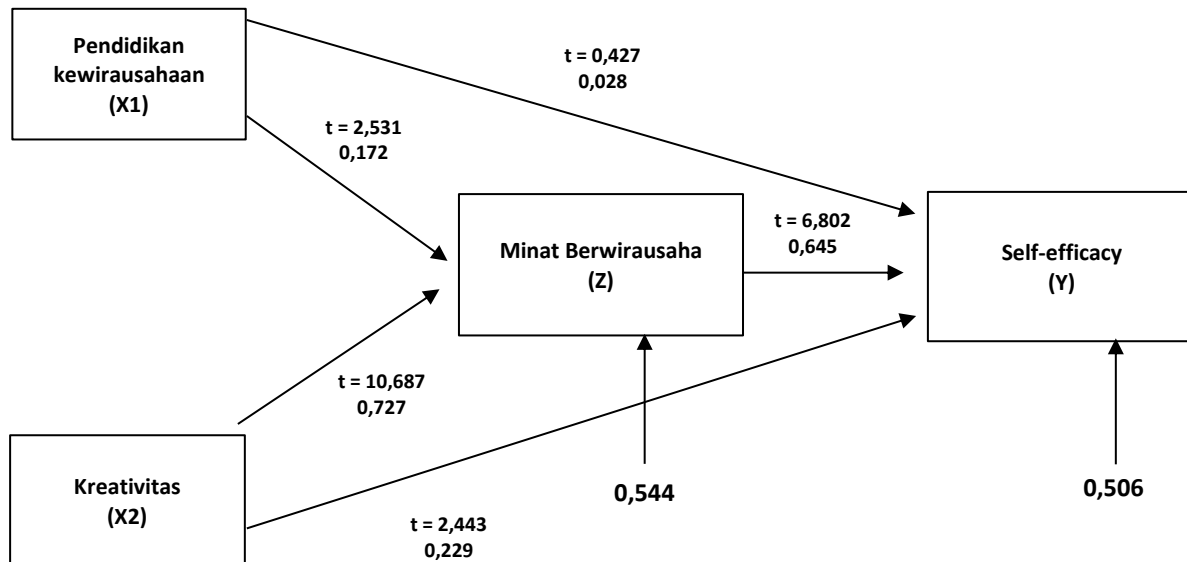 Pendidikan
kewirausahaan
(X1)
t = 0,427
0,028
t = 2,531
0,172
Minat Berwirausaha
(Z)
t = 6,802
0,645
Self-efficacy
(Y)
t = 10,687
0,727
Kreativitas
(X2)
0,544
0,506
t = 2,443
0,229